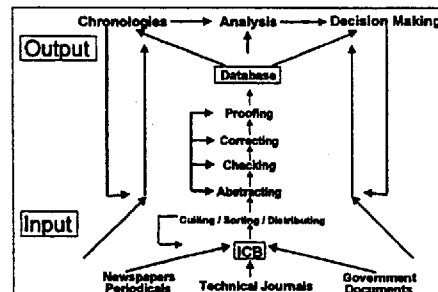 Chronologies Analysis Decision Making
Output
Database
Proofing
Correcting
Checking
Abstracting
Input
Culling / Sorting / Distributing
ICB
Newspapers Periodicals Technical Journals Government Documents